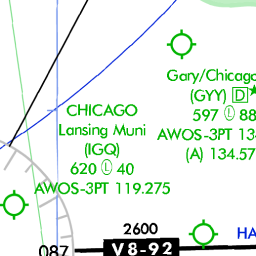 Gary/Chicago
(GYY) D★
597 Ⓛ 88
AWOS-3PT 13
(A) 134.57
CHICAGO
Lansing Muni
(IGQ)
620 Ⓛ 40
AWOS-3PT 119.275
2600
087
V8-92
HA